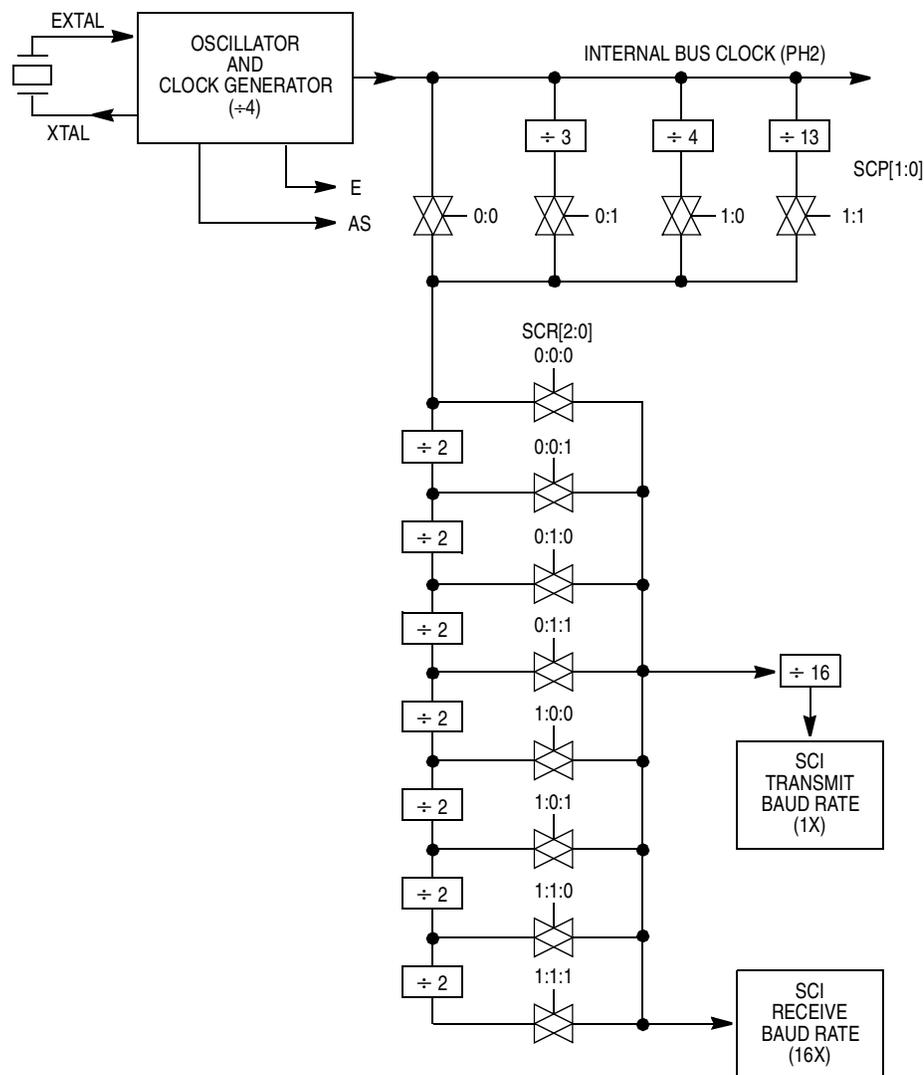 EXTAL
OSCILLATOR
AND
CLOCK GENERATOR
(÷4)
XTAL
INTERNAL BUS CLOCK (PH2)
÷ 3
÷ 4
÷ 13
SCP[1:0]
E
AS
0:0
0:1
1:0
1:1
SCR[2:0]
0:0:0
÷ 2
0:0:1
÷ 2
0:1:0
÷ 2
0:1:1
÷ 16
÷ 2
1:0:0
SCI
TRANSMIT
BAUD RATE
(1X)
÷ 2
1:0:1
÷ 2
1:1:0
÷ 2
1:1:1
SCI
RECEIVE
BAUD RATE
(16X)